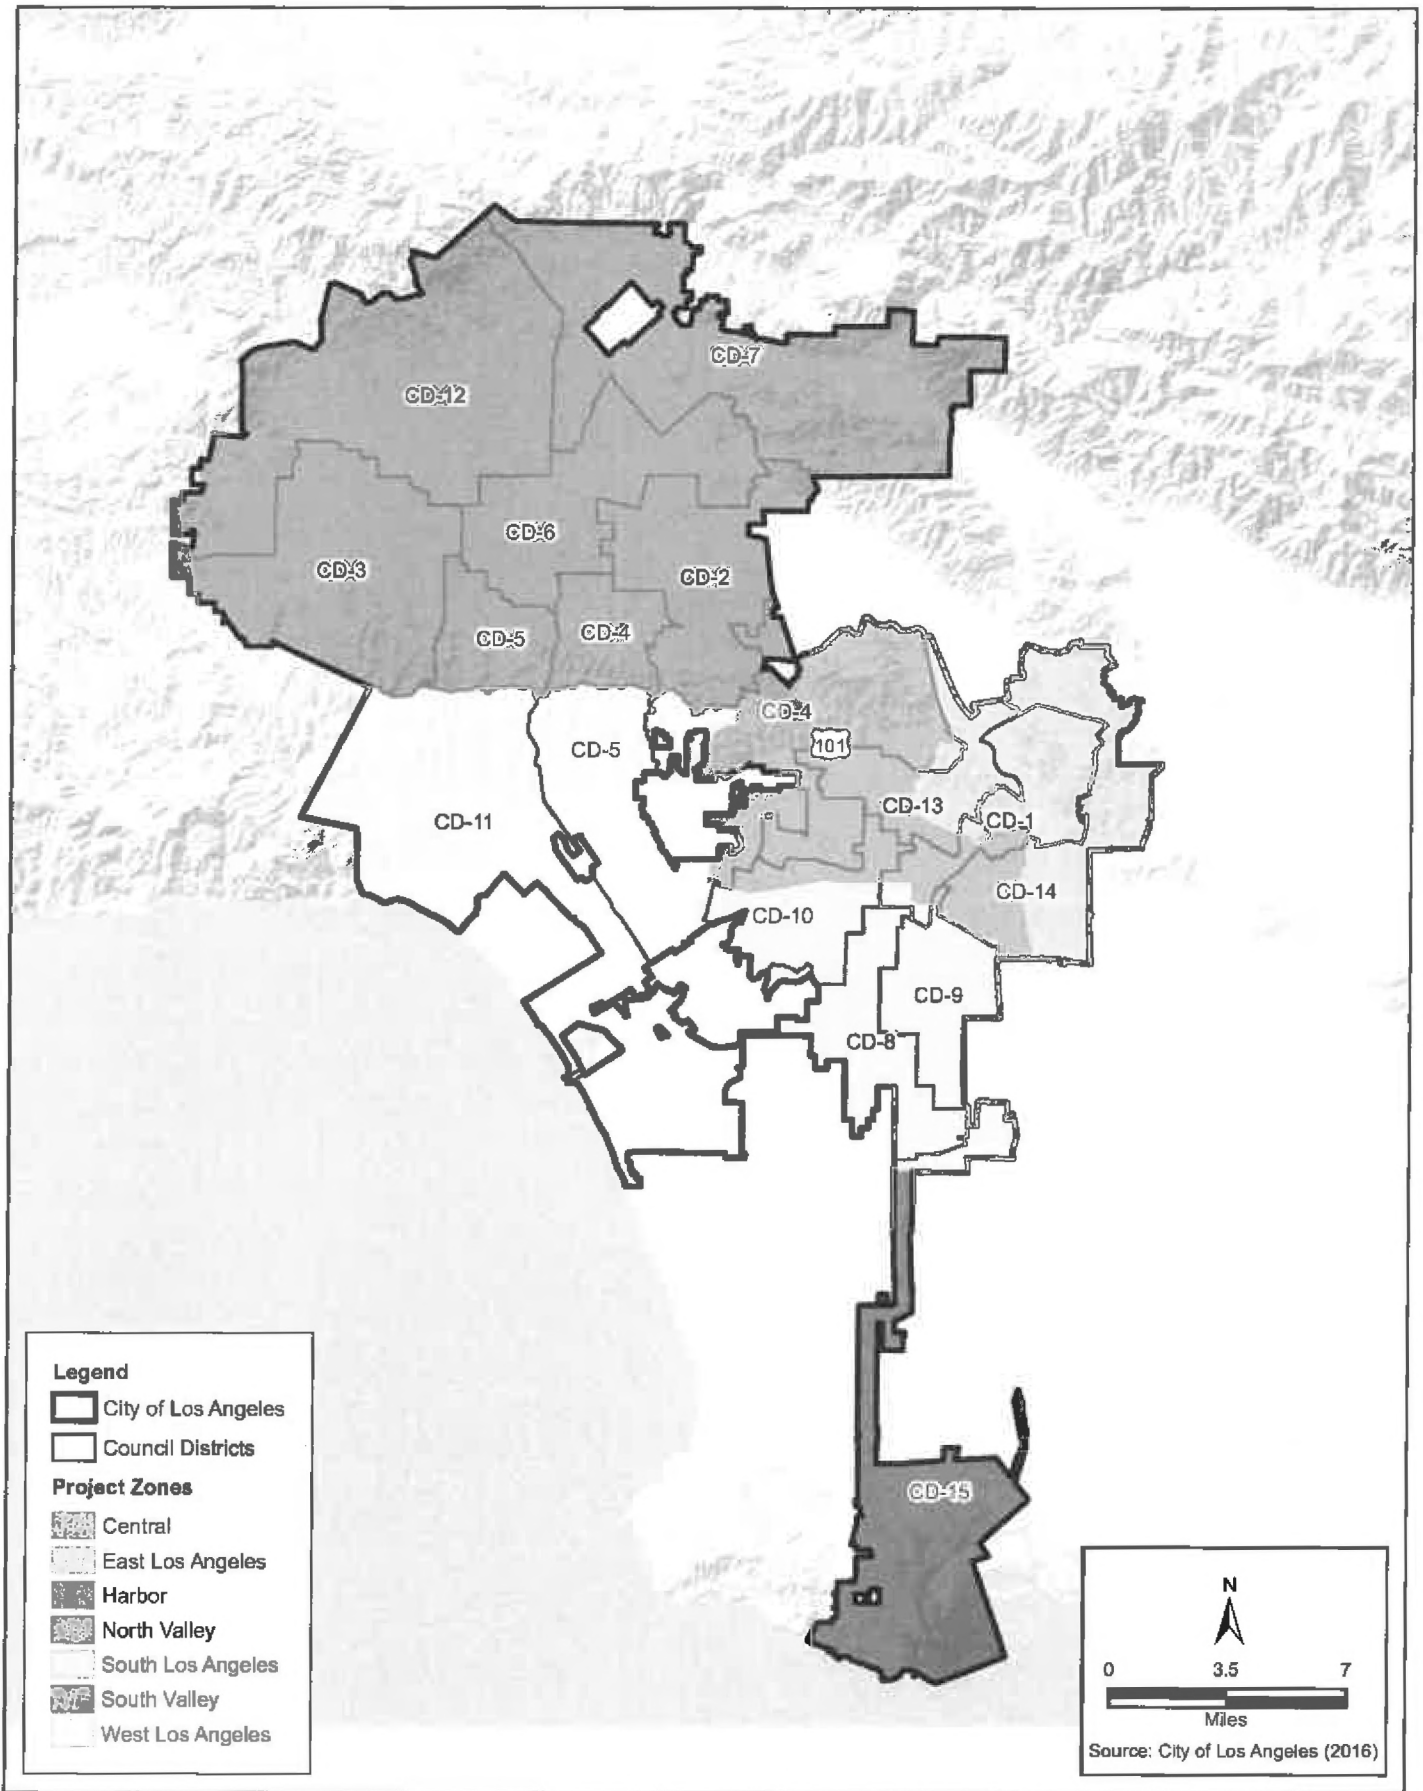 CD-7
CD-12
CD-6
CD-3
CD-2
CD-5
CD-4
CD-4
CD-5
101
CD-11
CD-13
CD-1
CD-14
CD-10
CD-9
CD-8
CD-15
Legend
City of Los Angeles
Council Districts
Project Zones
Central
East Los Angeles
Harbor
North Valley
South Los Angeles
South Valley
West Los Angeles
N
0 3.5 7
Miles
Source: City of Los Angeles (2016)